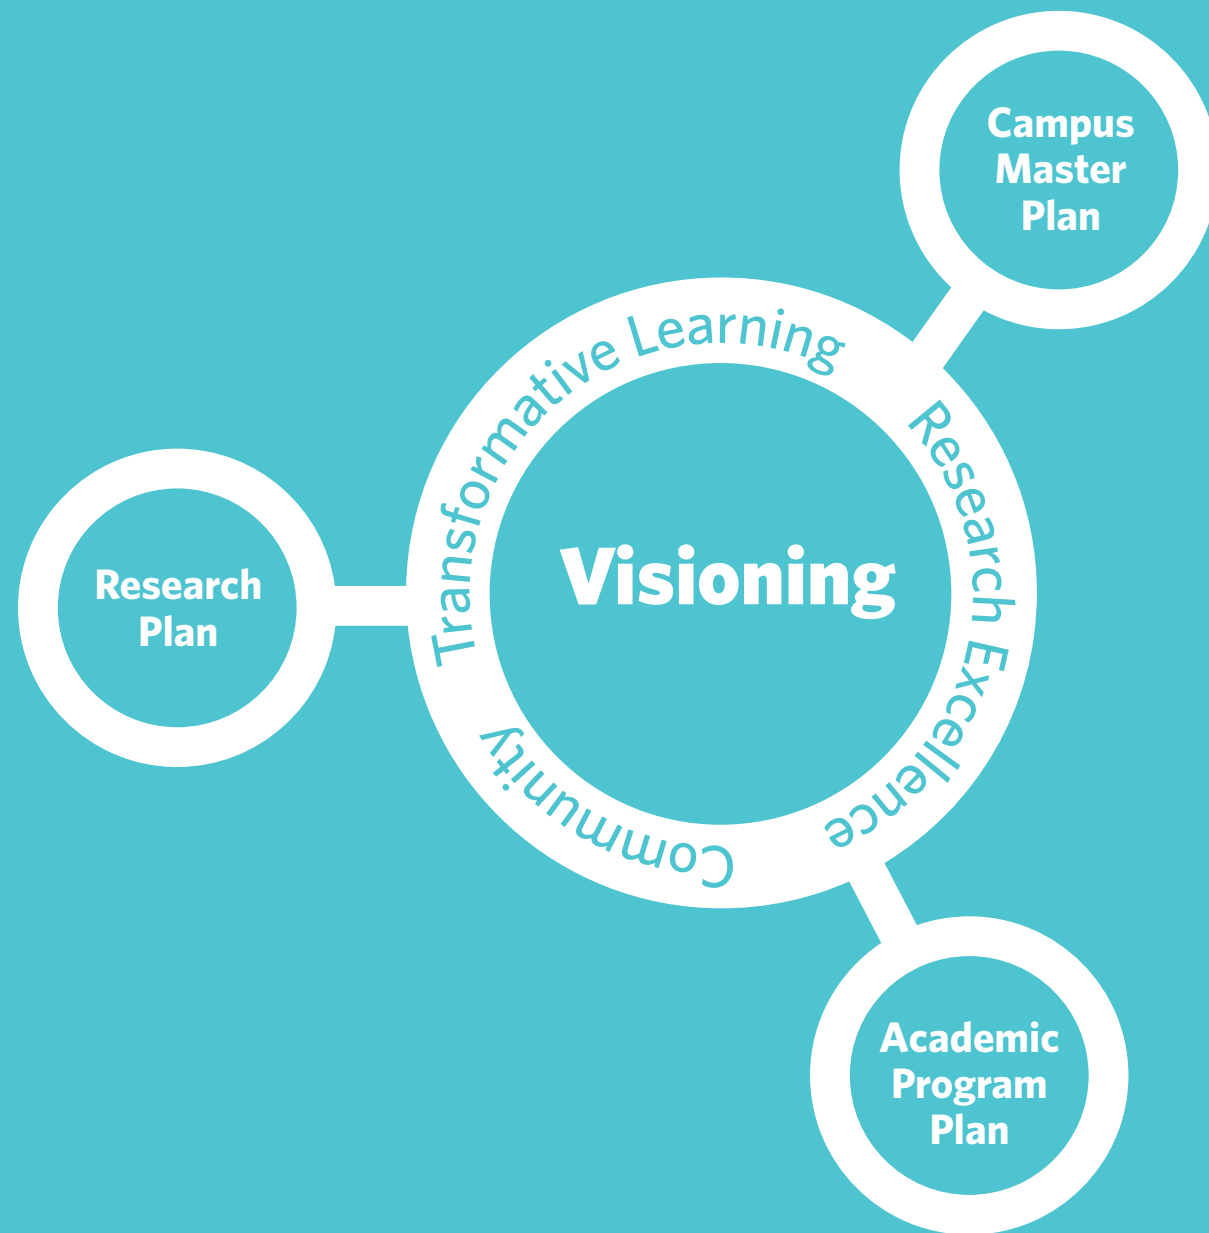 Campus
Master
Plan
Transformative Learning
Research Excellence
Community
Visioning
Research
Plan
Academic
Program
Plan